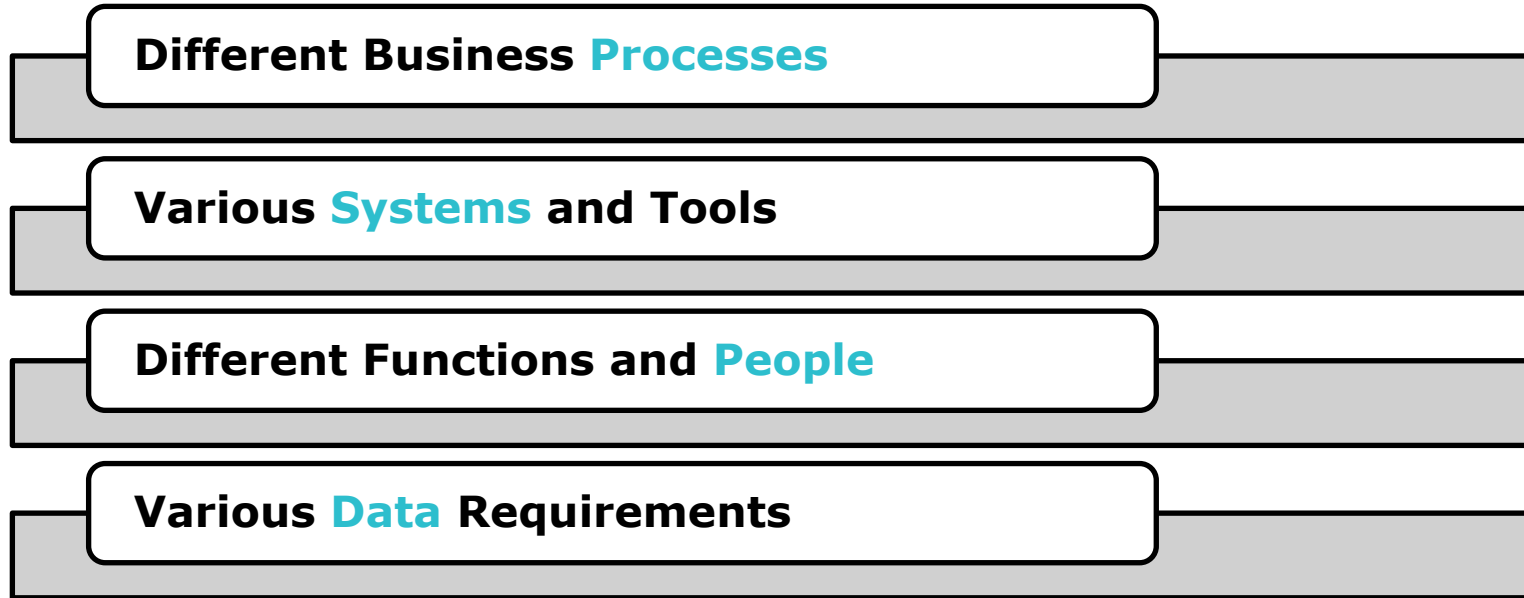 Different Business Processes
Various Systems and Tools
Different Functions and People
Various Data Requirements